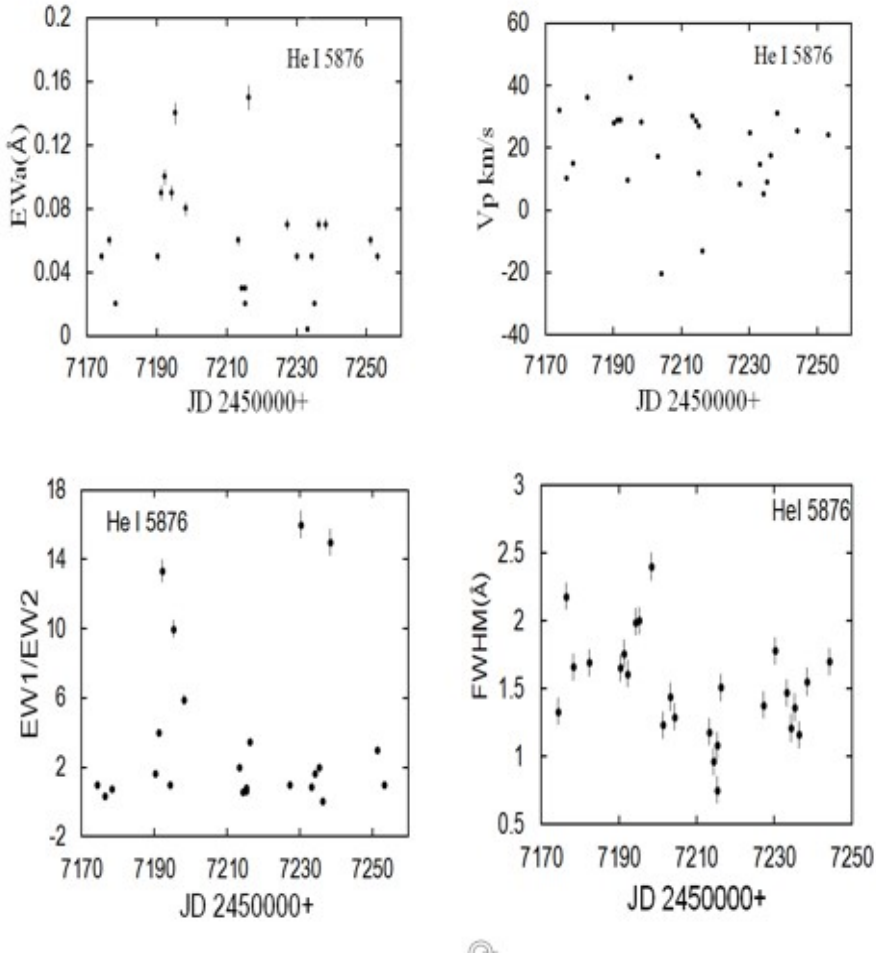 0.2
0.16
0.12
0.08
0.04
0
EWa(Å)
He I 5876
7170 7190 7210 7230 7250
JD 2450000+
60
40
20
0
-20
-40
Vp km/s
He I 5876
7170 7190 7210 7230 7250
JD 2450000+
18
14
10
6
2
-2
EW1/EW2
He I 5876
7170 7190 7210 7230 7250
JD 2450000+
3
2.5
2
1.5
1
0.5
FWHM(Å)
HeI 5876
7170 7190 7210 7230 7250
JD 2450000+